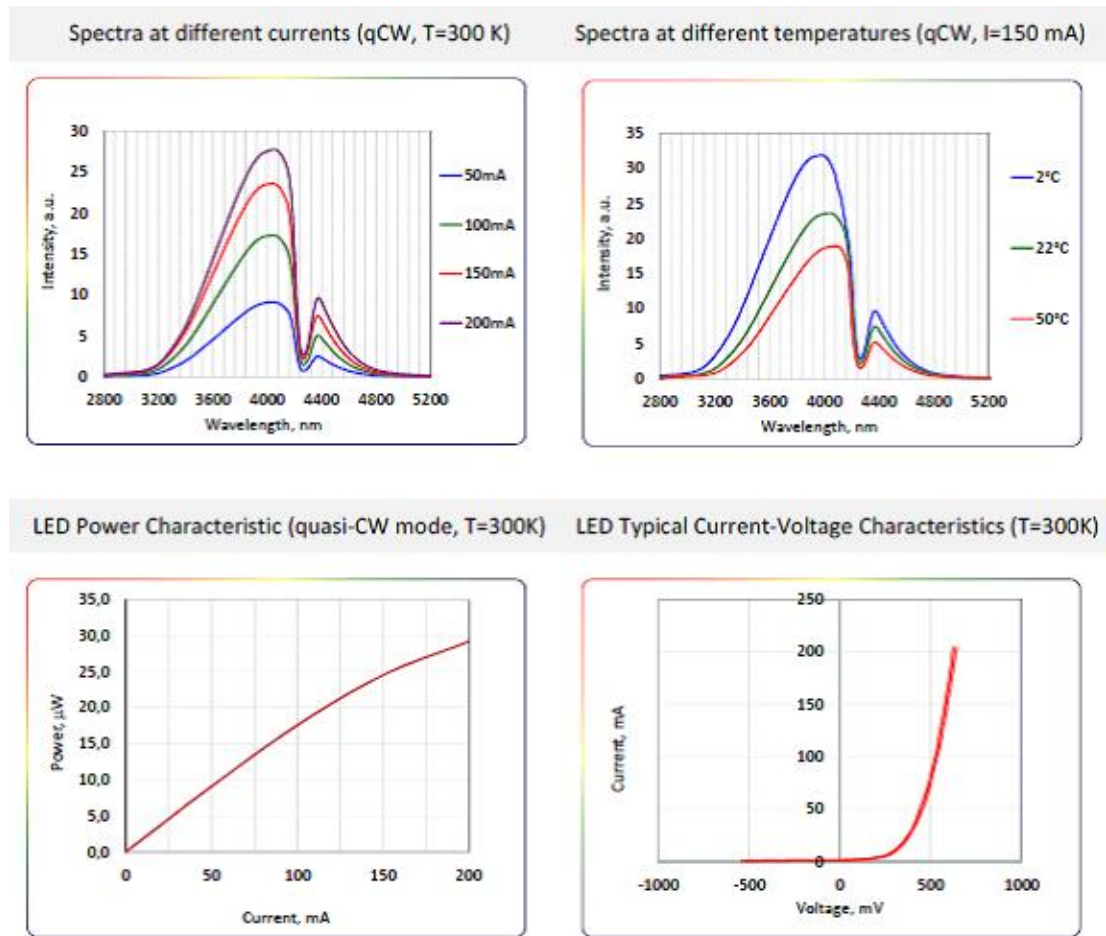 Spectra at different currents (qCW, T=300 K)
Spectra at different temperatures (qCW, I=150 mA)
30
25
20
15
10
5
0
Intensity, a.u.
2800 3200 3600 4000 4400 4800 5200
Wavelength, nm
50mA
100mA
150mA
200mA
35
30
25
20
15
10
5
0
Intensity, a.u.
2800 3200 3600 4000 4400 4800 5200
Wavelength, nm
2°C
22°C
50°C
LED Power Characteristic (quasi-CW mode, T=300K)
LED Typical Current-Voltage Characteristics (T=300K)
35,0
30,0
25,0
20,0
15,0
10,0
5,0
0,0
Power, µW
0 50 100 150 200
Current, mA
250
200
150
100
50
0
Current, mA
-1000 -500 0 500 1000
Voltage, mV